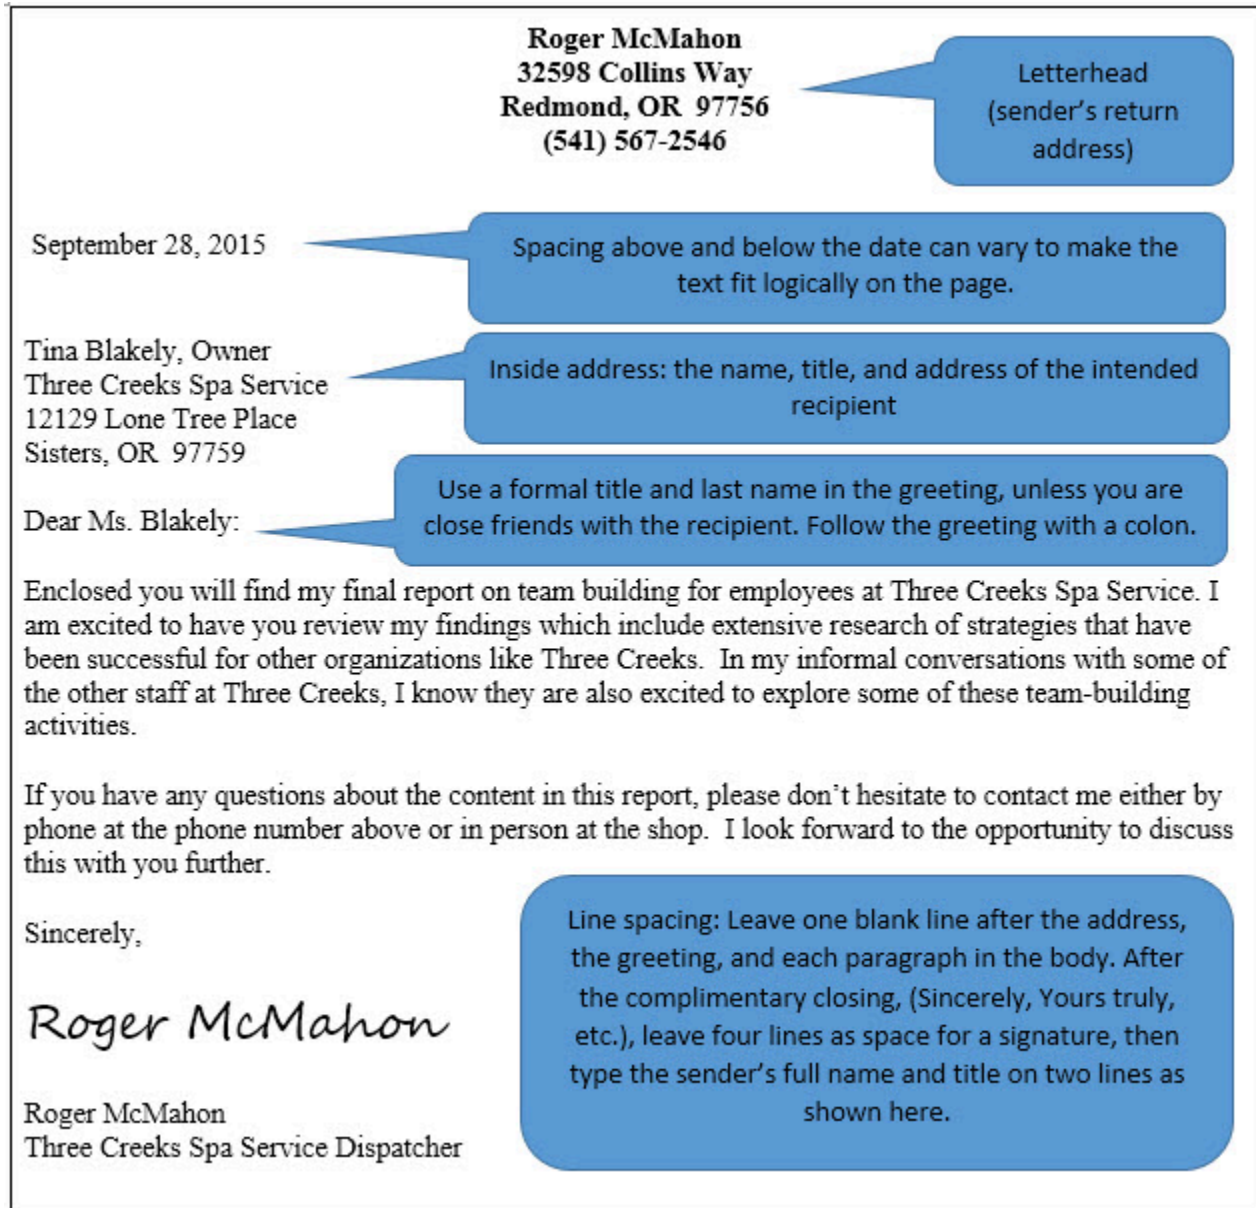 Roger McMahon
32598 Collins Way
Redmond, OR  97756
(541) 567-2546
Letterhead
(sender's return
address)
September 28, 2015
Spacing above and below the date can vary to make the
text fit logically on the page.
Tina Blakely, Owner
Three Creeks Spa Service
12129 Lone Tree Place
Sisters, OR  97759
Inside address: the name, title, and address of the intended
recipient
Dear Ms. Blakely:
Use a formal title and last name in the greeting, unless you are
close friends with the recipient. Follow the greeting with a colon.
Enclosed you will find my final report on team building for employees at Three Creeks Spa Service. I
am excited to have you review my findings which include extensive research of strategies that have
been successful for other organizations like Three Creeks.  In my informal conversations with some of
the other staff at Three Creeks, I know they are also excited to explore some of these team-building
activities.
If you have any questions about the content in this report, please don't hesitate to contact me either by
phone at the phone number above or in person at the shop.  I look forward to the opportunity to discuss
this with you further.
Sincerely,
Roger McMahon
Roger McMahon
Three Creeks Spa Service Dispatcher
Line spacing: Leave one blank line after the address,
the greeting, and each paragraph in the body. After
the complimentary closing, (Sincerely, Yours truly,
etc.), leave four lines as space for a signature, then
type the sender's full name and title on two lines as
shown here.